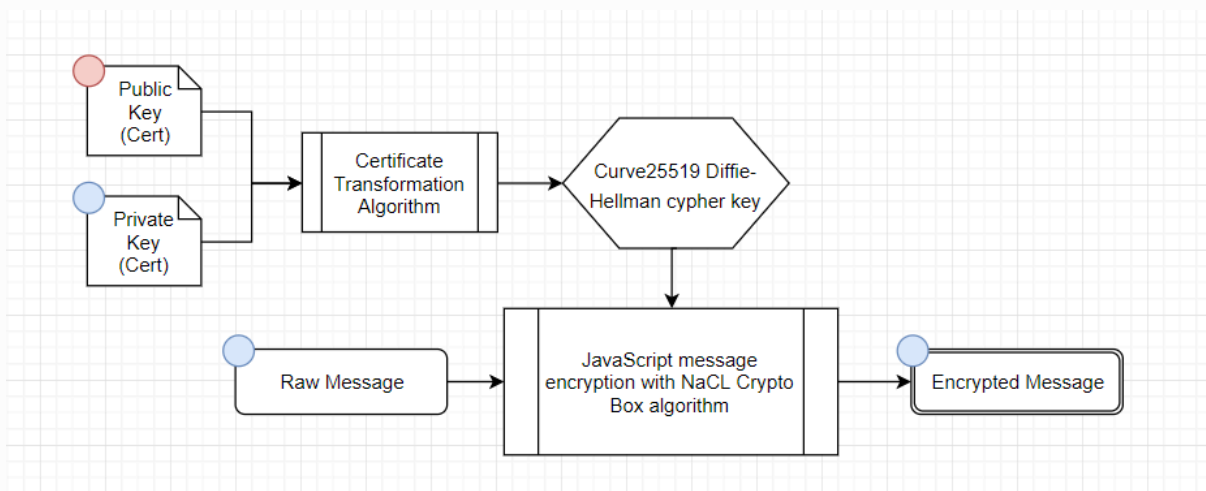 Public
Key
(Cert)
Private
Key
(Cert)
Certificate
Transformation
Algorithm
Curve25519 Diffie-
Hellman cypher key
Raw Message
JavaScript message
encryption with NaCL Crypto
Box algorithm
Encrypted Message